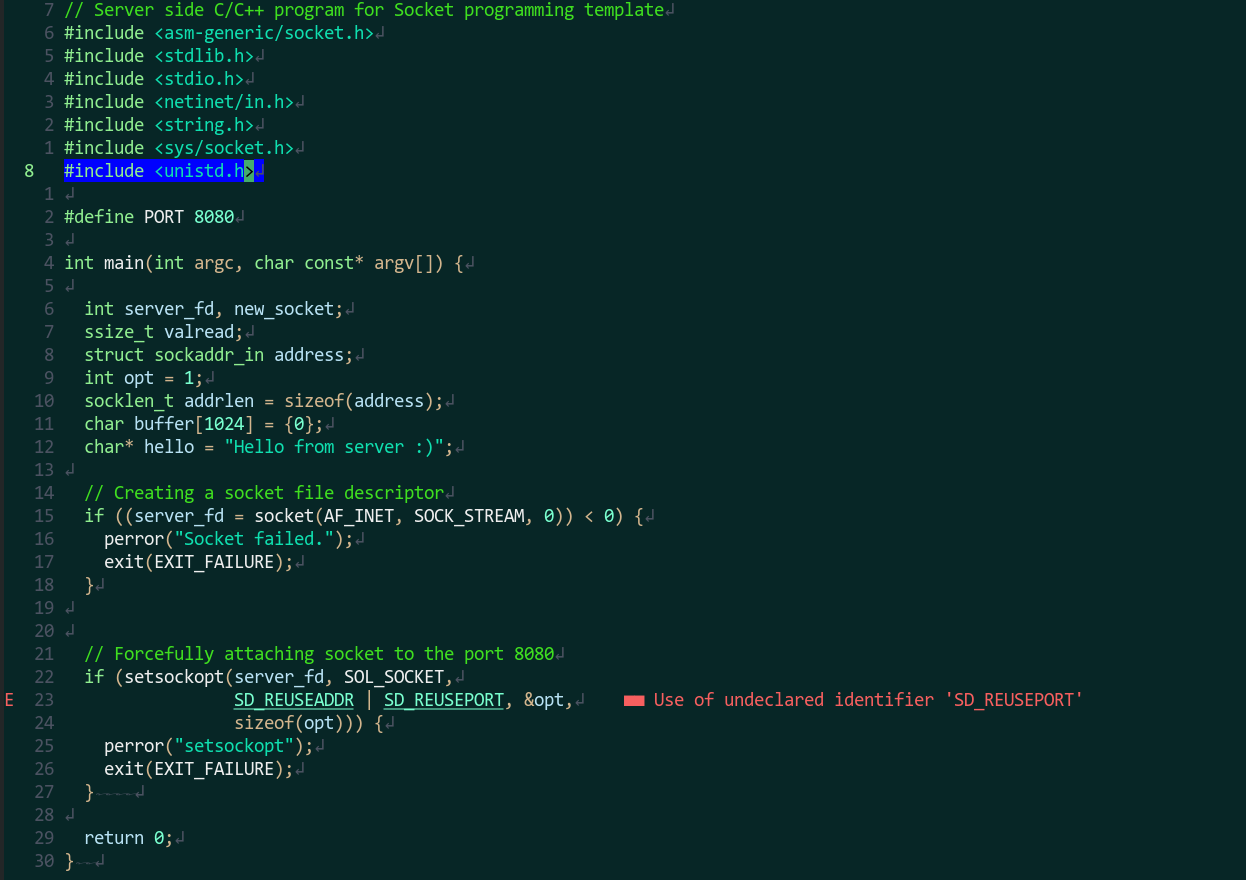 7 // Server side C/C++ program for Socket programming template↲
6 #include <asm-generic/socket.h>↲
5 #include <stdlib.h>↲
4 #include <stdio.h>↲
3 #include <netinet/in.h>↲
2 #include <string.h>↲
1 #include <sys/socket.h>↲
8 #include <unistd.h>↲
1 ↲
2 #define PORT 8080↲
3 ↲
4 int main(int argc, char const* argv[]) {↲
5 ↲
6   int server_fd, new_socket;↲
7   ssize_t valread;↲
8   struct sockaddr_in address;↲
9   int opt = 1;↲
10   socklen_t addrlen = sizeof(address);↲
11   char buffer[1024] = {0};↲
12   char* hello = "Hello from server :)";↲
13 ↲
14   // Creating a socket file descriptor↲
15   if ((server_fd = socket(AF_INET, SOCK_STREAM, 0)) < 0) {↲
16     perror("Socket failed.");↲
17     exit(EXIT_FAILURE);↲
18   }↲
19 ↲
20 ↲
21   // Forcefully attaching socket to the port 8080↲
22   if (setsockopt(server_fd, SOL_SOCKET,↲
E 23                  SD_REUSEADDR | SD_REUSEPORT, &opt,↲ ■■ Use of undeclared identifier 'SD_REUSEPORT'
24                  sizeof(opt))) {↲
25     perror("setsockopt");↲
26     exit(EXIT_FAILURE);↲
27   }----↲
28 ↲
29   return 0;↲
30 }--↲